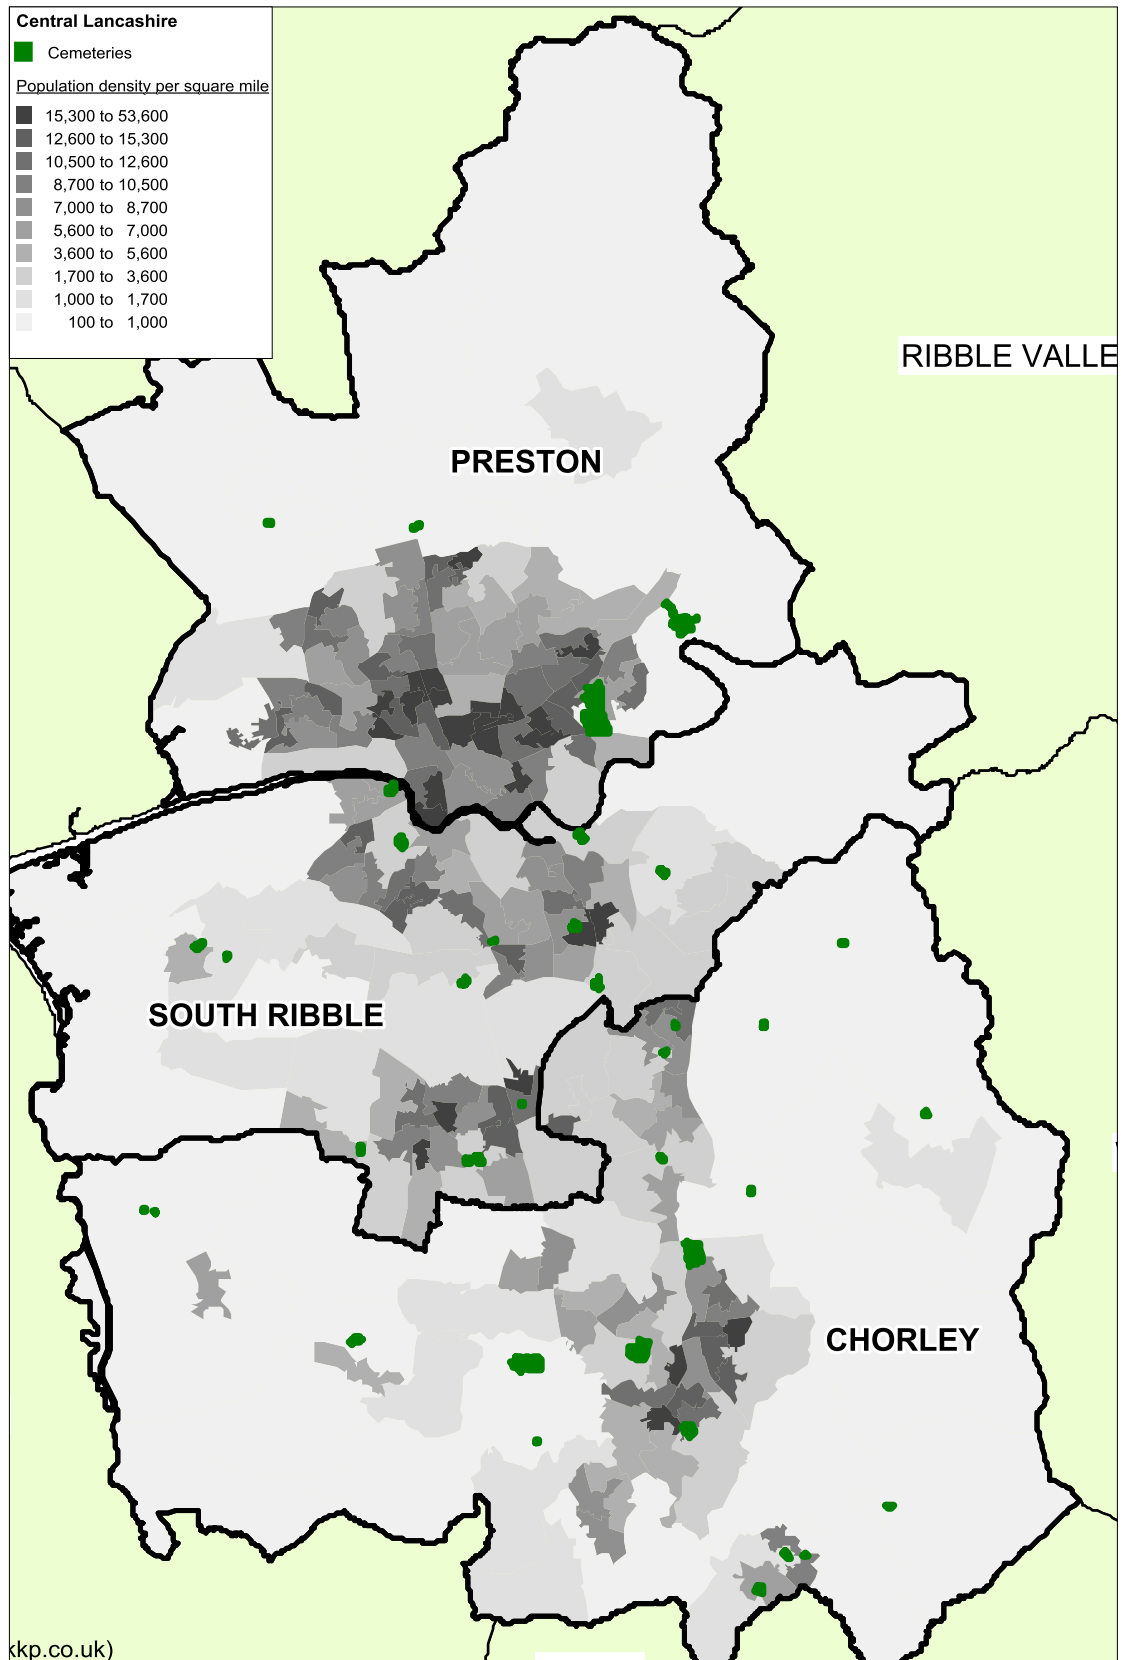 Central Lancashire
Cemeteries
Population density per square mile
15,300 to 53,600
12,600 to 15,300
10,500 to 12,600
8,700 to 10,500
7,000 to 8,700
5,600 to 7,000
3,600 to 5,600
1,700 to 3,600
1,000 to 1,700
100 to 1,000
RIBBLE VALLE
PRESTON
SOUTH RIBBLE
CHORLEY
kkp.co.uk)